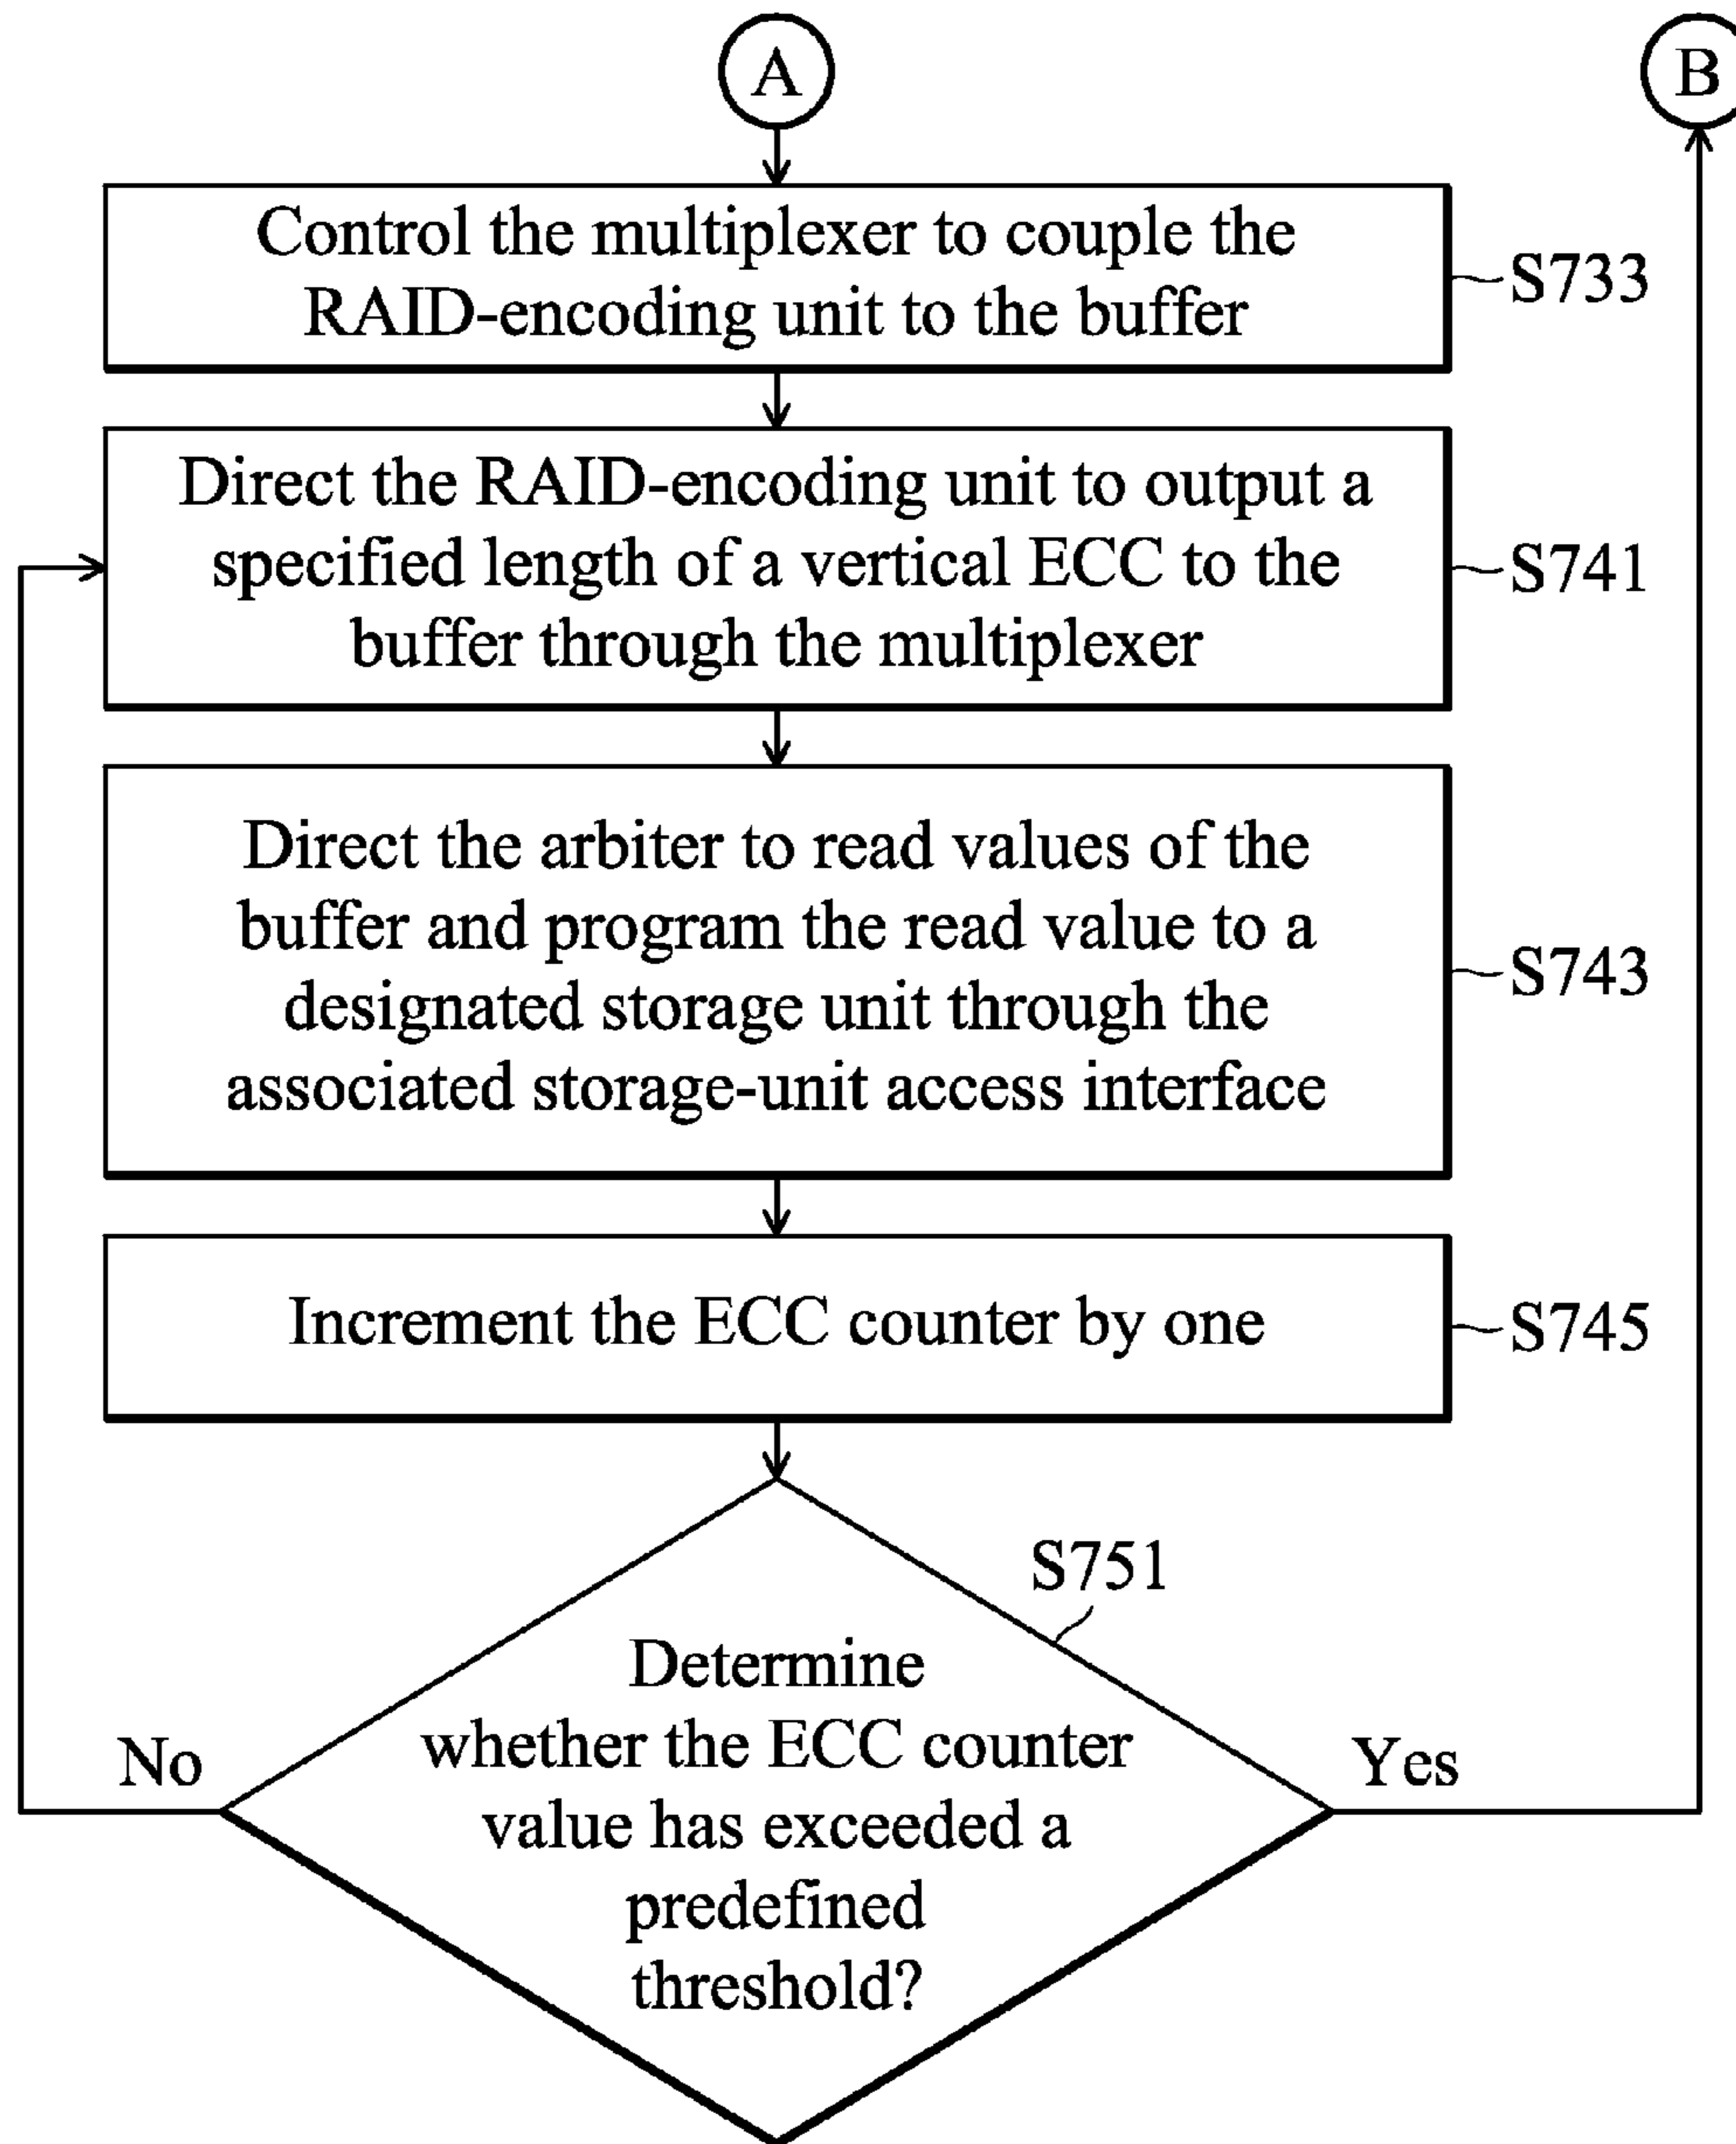 A
B
Control the multiplexer to couple the
RAID-encoding unit to the buffer
S733
Direct the RAID-encoding unit to output a
specified length of a vertical ECC to the
buffer through the multiplexer
S741
Direct the arbiter to read values of the
buffer and program the read value to a
designated storage unit through the
associated storage-unit access interface
S743
Increment the ECC counter by one
S745
S751
Determine
whether the ECC counter
value has exceeded a
predefined
threshold?
No
Yes